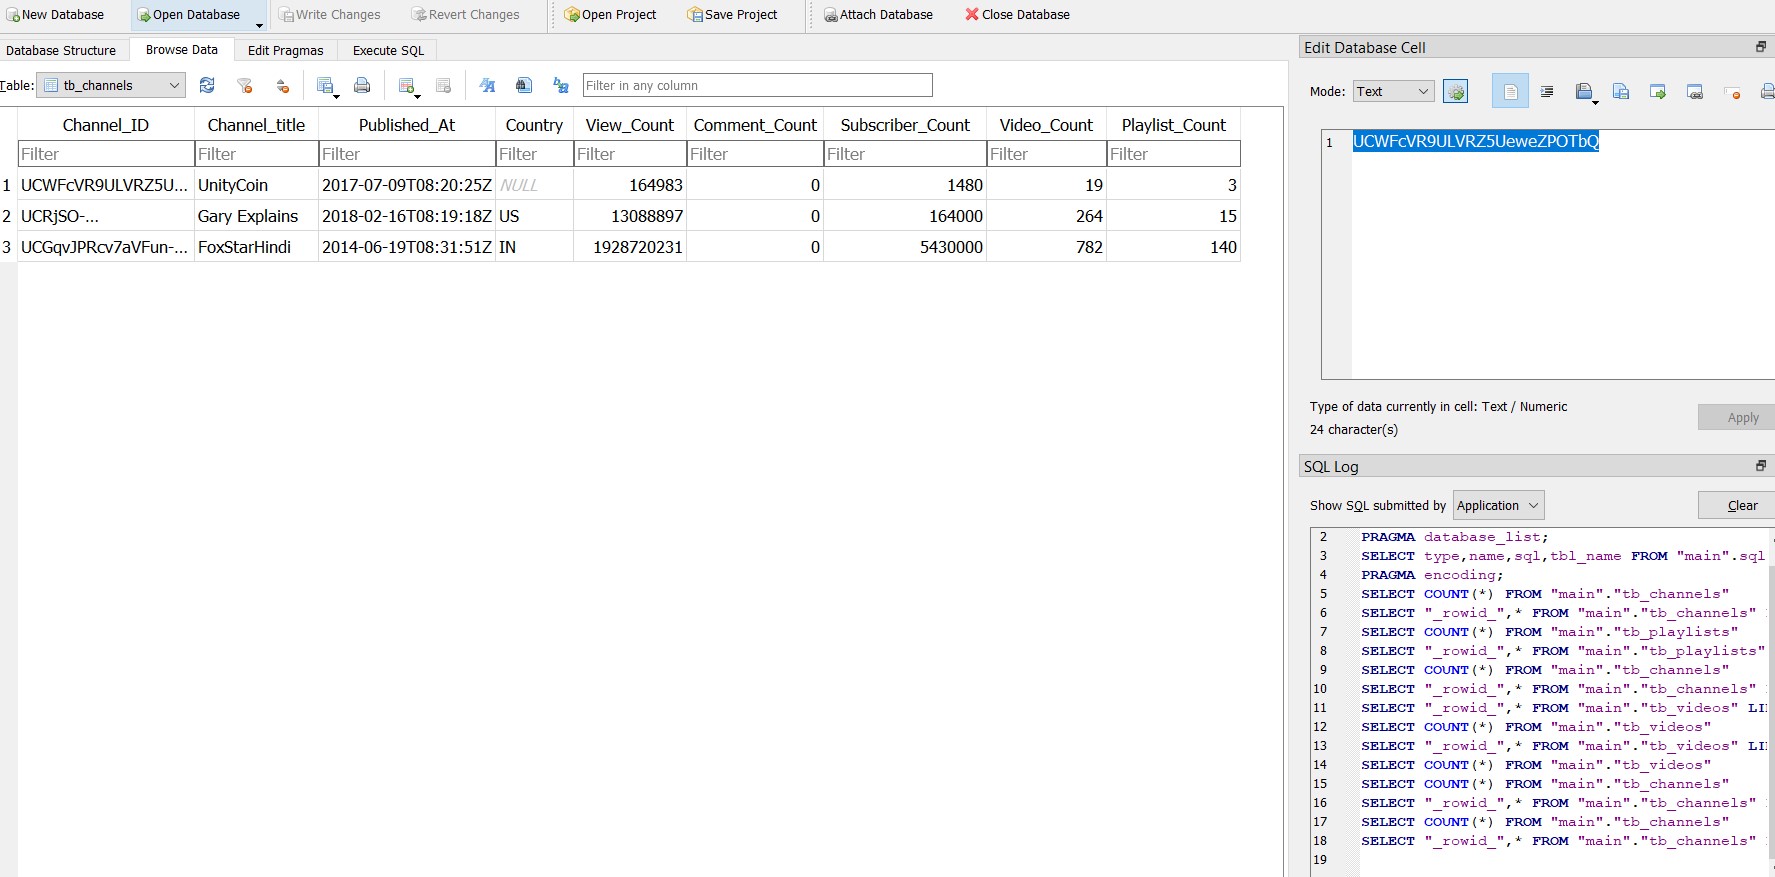 New Database Open Database Write Changes Revert Changes Open Project Save Project Attach Database Close Database
Database Structure Browse Data Edit Pragmas Execute SQL
Table: tb_channels Filter in any column
Channel_ID Channel_title Published_At Country View_Count Comment_Count Subscriber_Count Video_Count Playlist_Count
Filter Filter Filter Filter Filter Filter Filter Filter Filter
1 UCWFcVR9ULVRZ5U... UnityCoin 2017-07-09T08:20:25Z NULL 164983 0 1480 19 3
2 UCRjSO-... Gary Explains 2018-02-16T08:19:18Z US 13088897 0 164000 264 15
3 UCGqvJPRcv7aVFun-... FoxStarHindi 2014-06-19T08:31:51Z IN 1928720231 0 5430000 782 140
Edit Database Cell
Mode: Text
1 UCWFcVR9ULVRZ5UeweZPOTbQ
Type of data currently in cell: Text / Numeric
24 character(s)
Apply
SQL Log
Show SQL submitted by Application Clear
2 PRAGMA database_list;
3 SELECT type,name,sql,tbl_name FROM "main".sql
4 PRAGMA encoding;
5 SELECT COUNT(*) FROM "main"."tb_channels"
6 SELECT "_rowid_",* FROM "main"."tb_channels"
7 SELECT COUNT(*) FROM "main"."tb_playlists"
8 SELECT "_rowid_",* FROM "main"."tb_playlists"
9 SELECT COUNT(*) FROM "main"."tb_channels"
10 SELECT "_rowid_",* FROM "main"."tb_channels"
11 SELECT "_rowid_",* FROM "main"."tb_videos" LI
12 SELECT COUNT(*) FROM "main"."tb_videos"
13 SELECT "_rowid_",* FROM "main"."tb_videos" LI
14 SELECT COUNT(*) FROM "main"."tb_videos"
15 SELECT COUNT(*) FROM "main"."tb_channels"
16 SELECT "_rowid_",* FROM "main"."tb_channels"
17 SELECT COUNT(*) FROM "main"."tb_channels"
18 SELECT "_rowid_",* FROM "main"."tb_channels"
19